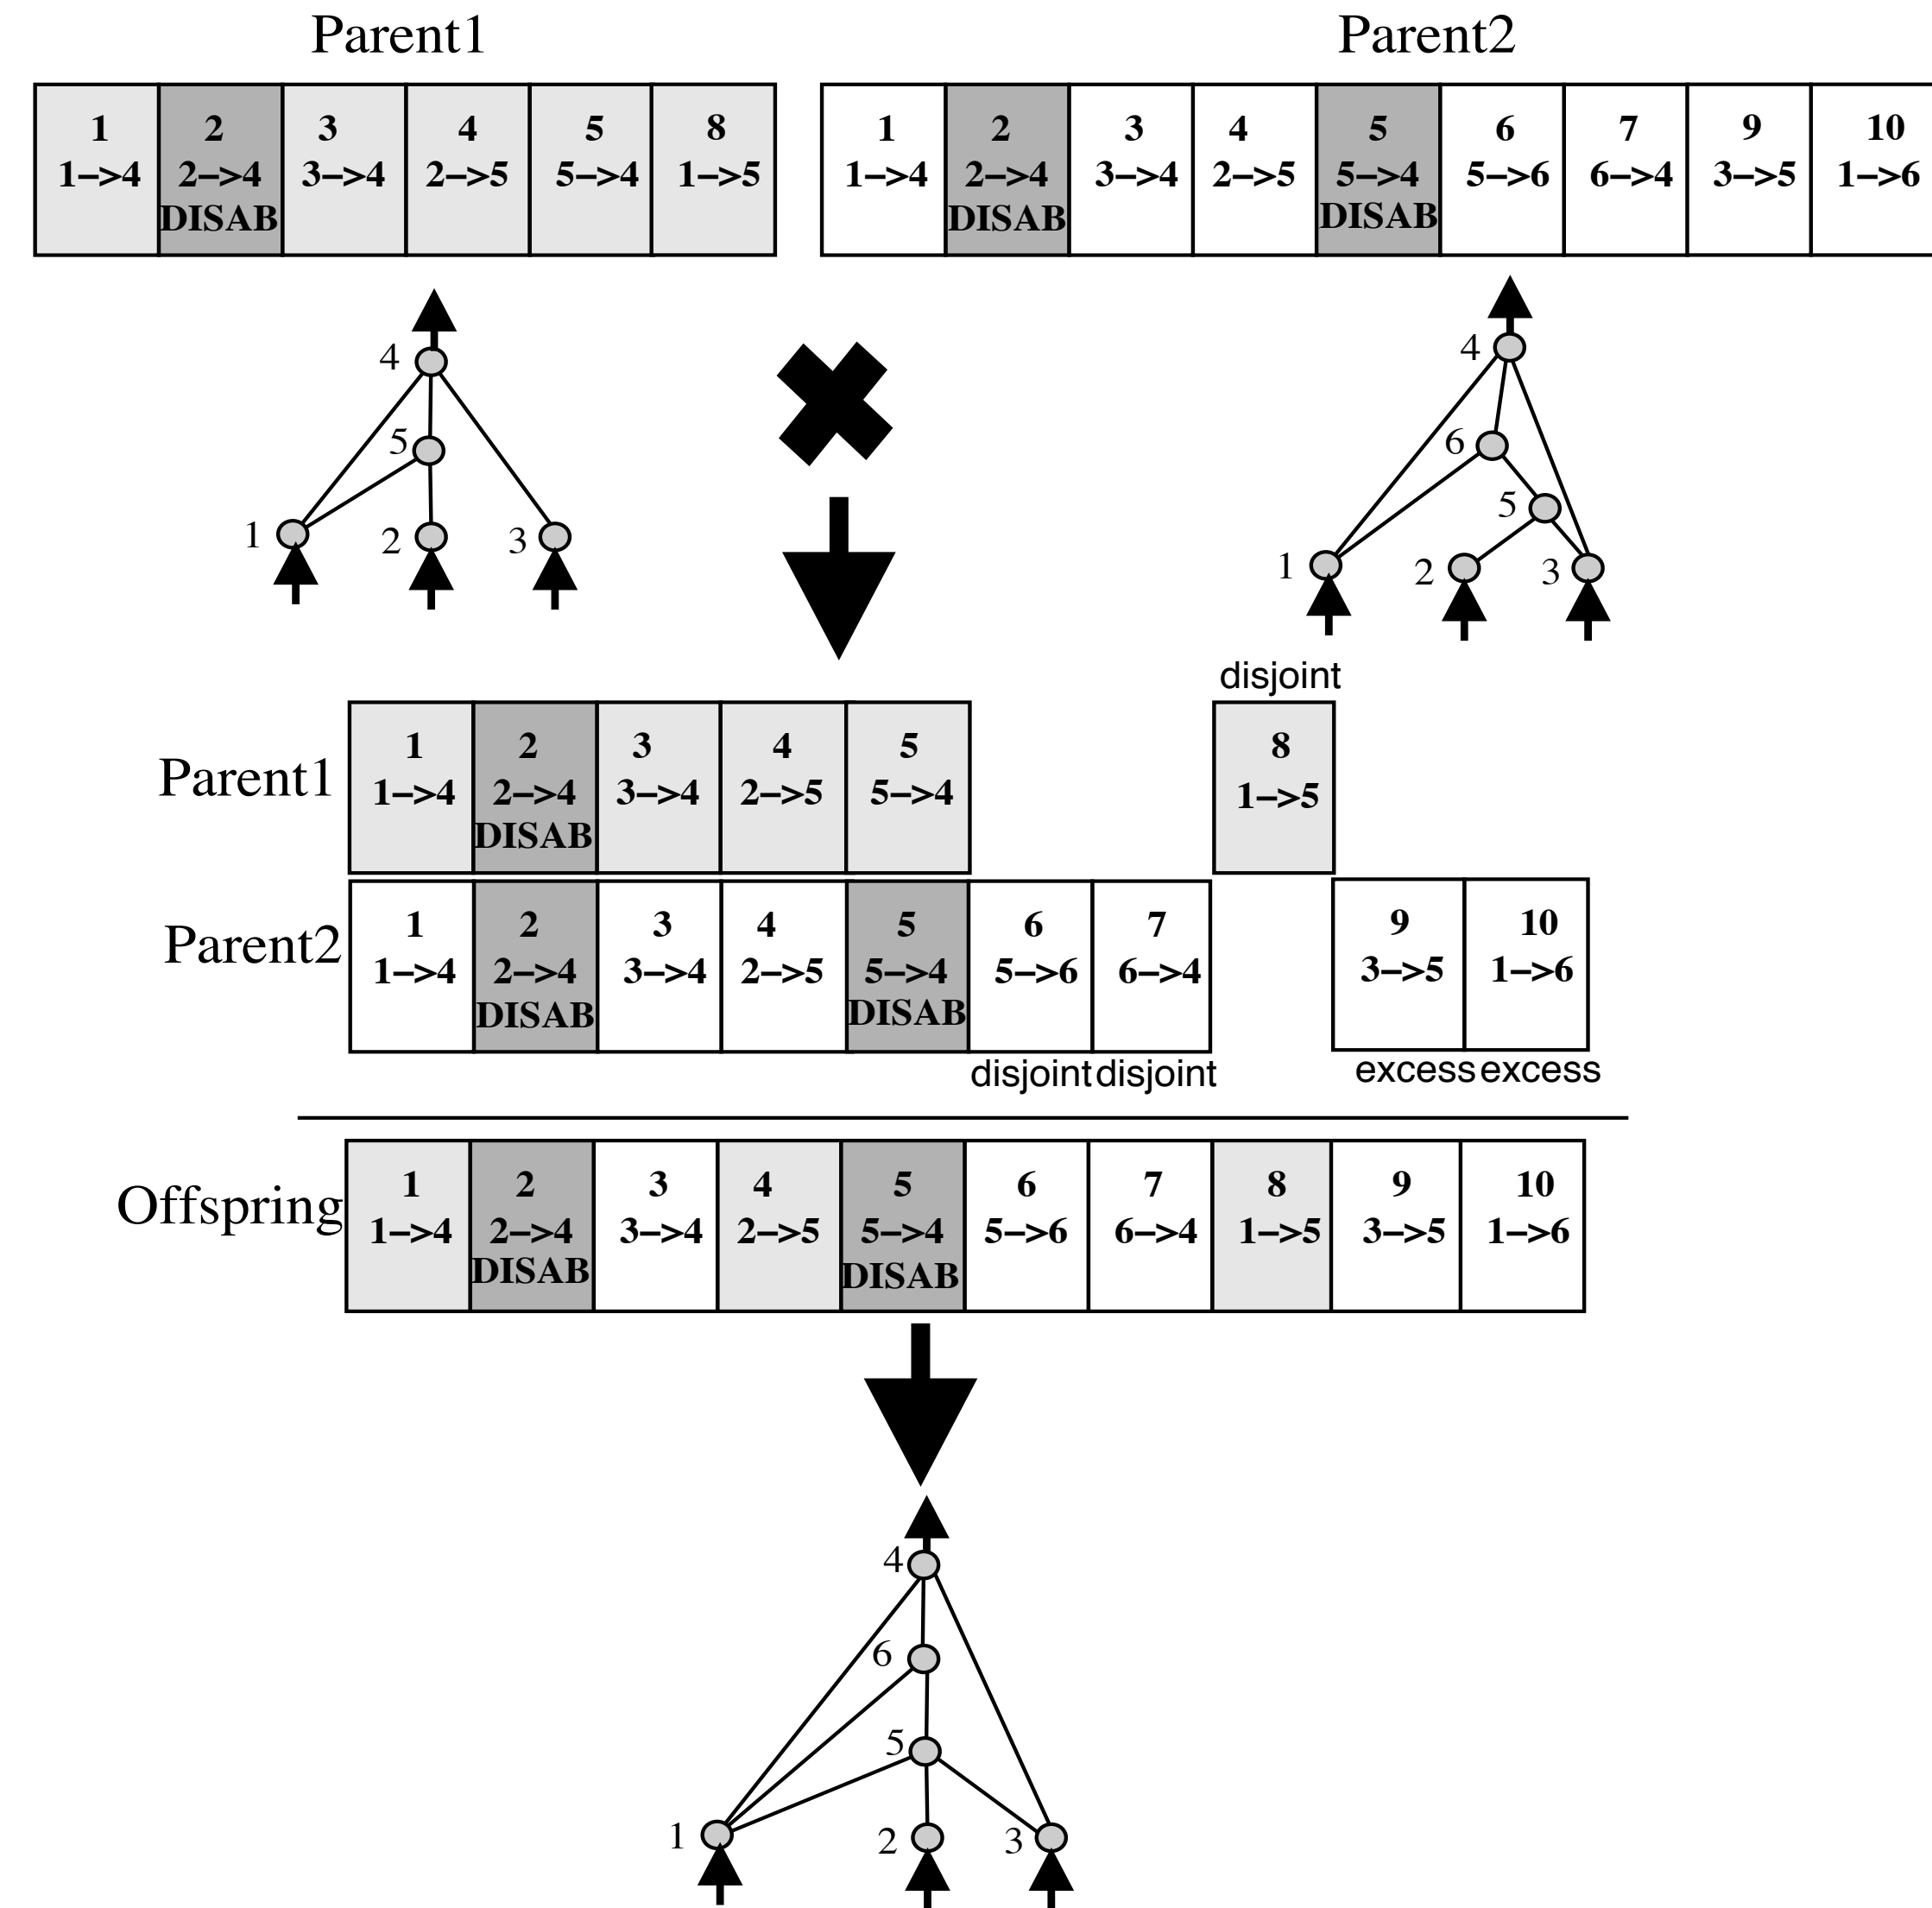 Parent1
Parent2
1 2 3 4 5 8
1–>4 2–>4 3–>4 2–>5 5–>4 1–>5
DISAB
1 2 3 4 5 6 7 9 10
1–>4 2–>4 3–>4 2–>5 5–>4 5–>6 6–>4 3–>5 1–>6
DISAB DISAB
4
5
1 2 3
4
6
5
1 2 3
disjoint
Parent1
1 2 3 4 5 8
1–>4 2–>4 3–>4 2–>5 5–>4 1–>5
DISAB
Parent2
1 2 3 4 5 6 7 9 10
1–>4 2–>4 3–>4 2–>5 5–>4 5–>6 6–>4 3–>5 1–>6
DISAB DISAB
disjoint disjoint excess excess
Offspring
1 2 3 4 5 6 7 8 9 10
1–>4 2–>4 3–>4 2–>5 5–>4 5–>6 6–>4 1–>5 3–>5 1–>6
DISAB DISAB
4
6
5
1 2 3